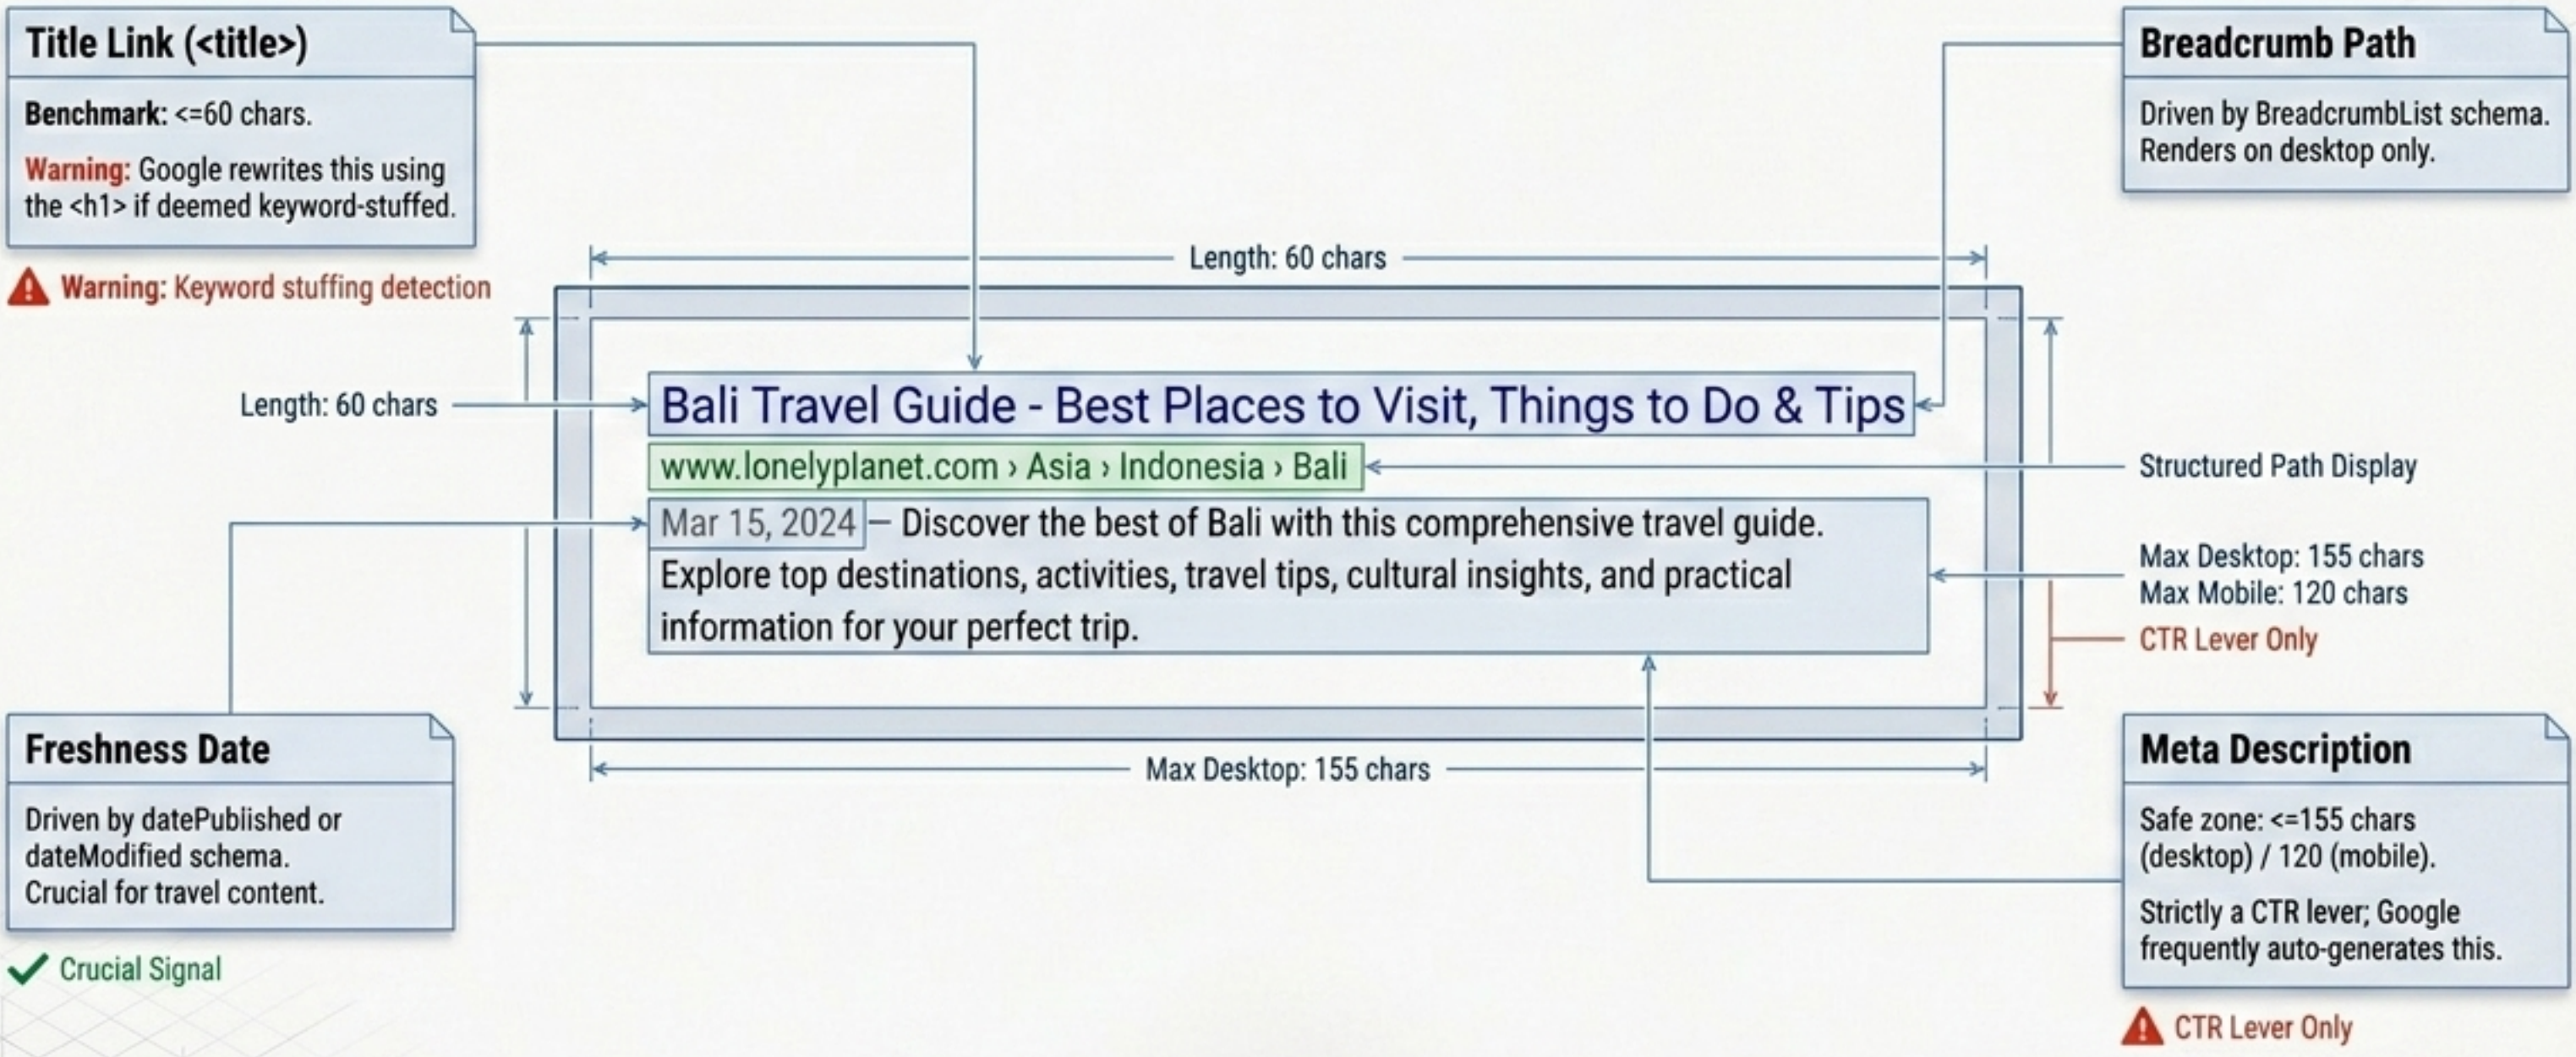 Title Link (<title>)
Benchmark: <=60 chars.
Warning: Google rewrites this using
the <h1> if deemed keyword-stuffed.
Warning: Keyword stuffing detection
Breadcrumb Path
Driven by BreadcrumbList schema.
Renders on desktop only.
Length: 60 chars
Length: 60 chars
Bali Travel Guide - Best Places to Visit, Things to Do & Tips
www.lonelyplanet.com › Asia › Indonesia › Bali
Structured Path Display
Mar 15, 2024 — Discover the best of Bali with this comprehensive travel guide.
Explore top destinations, activities, travel tips, cultural insights, and practical
information for your perfect trip.
Max Desktop: 155 chars
Max Mobile: 120 chars
CTR Lever Only
Max Desktop: 155 chars
Freshness Date
Driven by datePublished or
dateModified schema.
Crucial for travel content.
Crucial Signal
Meta Description
Safe zone: <=155 chars
(desktop) / 120 (mobile).
Strictly a CTR lever; Google
frequently auto-generates this.
CTR Lever Only